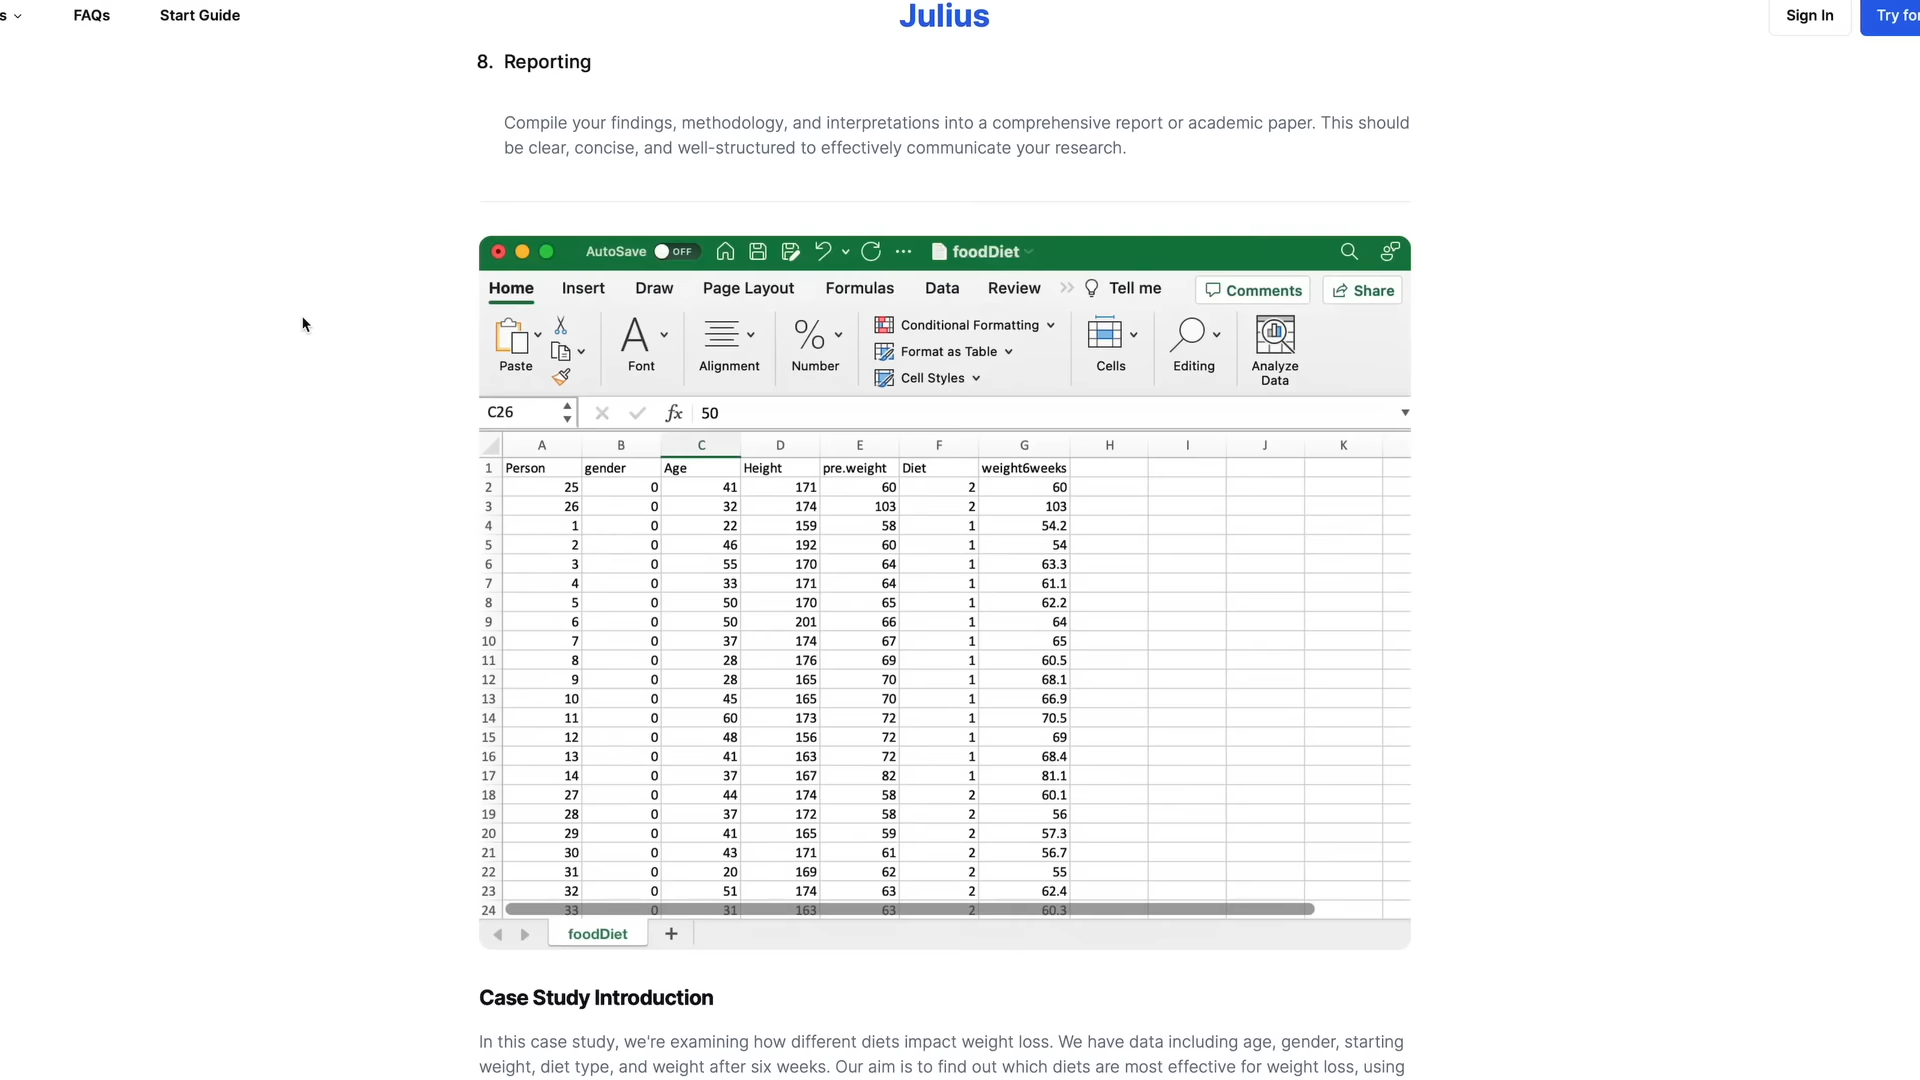 s
FAQs
Start Guide
Julius
Sign In
Try for
8. Reporting
Compile your findings, methodology, and interpretations into a comprehensive report or academic paper. This should
be clear, concise, and well-structured to effectively communicate your research.
AutoSave OFF
foodDiet
Home Insert Draw Page Layout Formulas Data Review Tell me
Comments
Share
Paste
Font
Alignment
%
Number
Conditional Formatting
Format as Table
Cell Styles
Cells
Editing
Analyze
Data
C26 fx 50
A B C D E F G H I J K
1 Person gender Age Height pre.weight Diet weight6weeks
2 25 0 41 171 60 2 60
3 26 0 32 174 103 2 103
4 1 0 22 159 58 1 54.2
5 2 0 46 192 60 1 54
6 3 0 55 170 64 1 63.3
7 4 0 33 171 64 1 61.1
8 5 0 50 170 65 1 62.2
9 6 0 50 201 66 1 64
10 7 0 37 174 67 1 65
11 8 0 28 176 69 1 60.5
12 9 0 28 165 70 1 68.1
13 10 0 45 165 70 1 66.9
14 11 0 60 173 72 1 70.5
15 12 0 48 156 72 1 69
16 13 0 41 163 72 1 68.4
17 14 0 37 167 82 1 81.1
18 27 0 44 174 58 2 60.1
19 28 0 37 172 58 2 56
20 29 0 41 165 59 2 57.3
21 30 0 43 171 61 2 56.7
22 31 0 20 169 62 2 55
23 32 0 51 174 63 2 62.4
24 33 0 31 163 63 2 60.3
foodDiet +
Case Study Introduction
In this case study, we're examining how different diets impact weight loss. We have data including age, gender, starting
weight, diet type, and weight after six weeks. Our aim is to find out which diets are most effective for weight loss, using